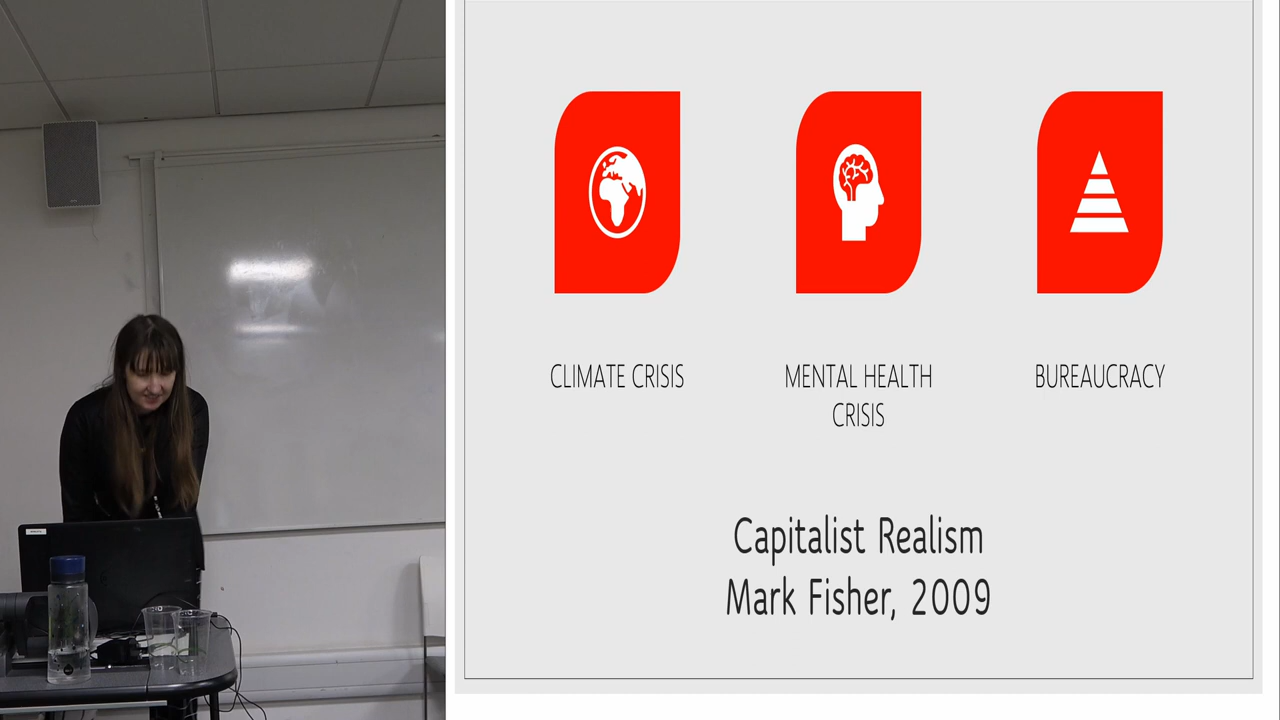 CLIMATE CRISIS
MENTAL HEALTH
CRISIS
BUREAUCRACY
Capitalist Realism
Mark Fisher, 2009